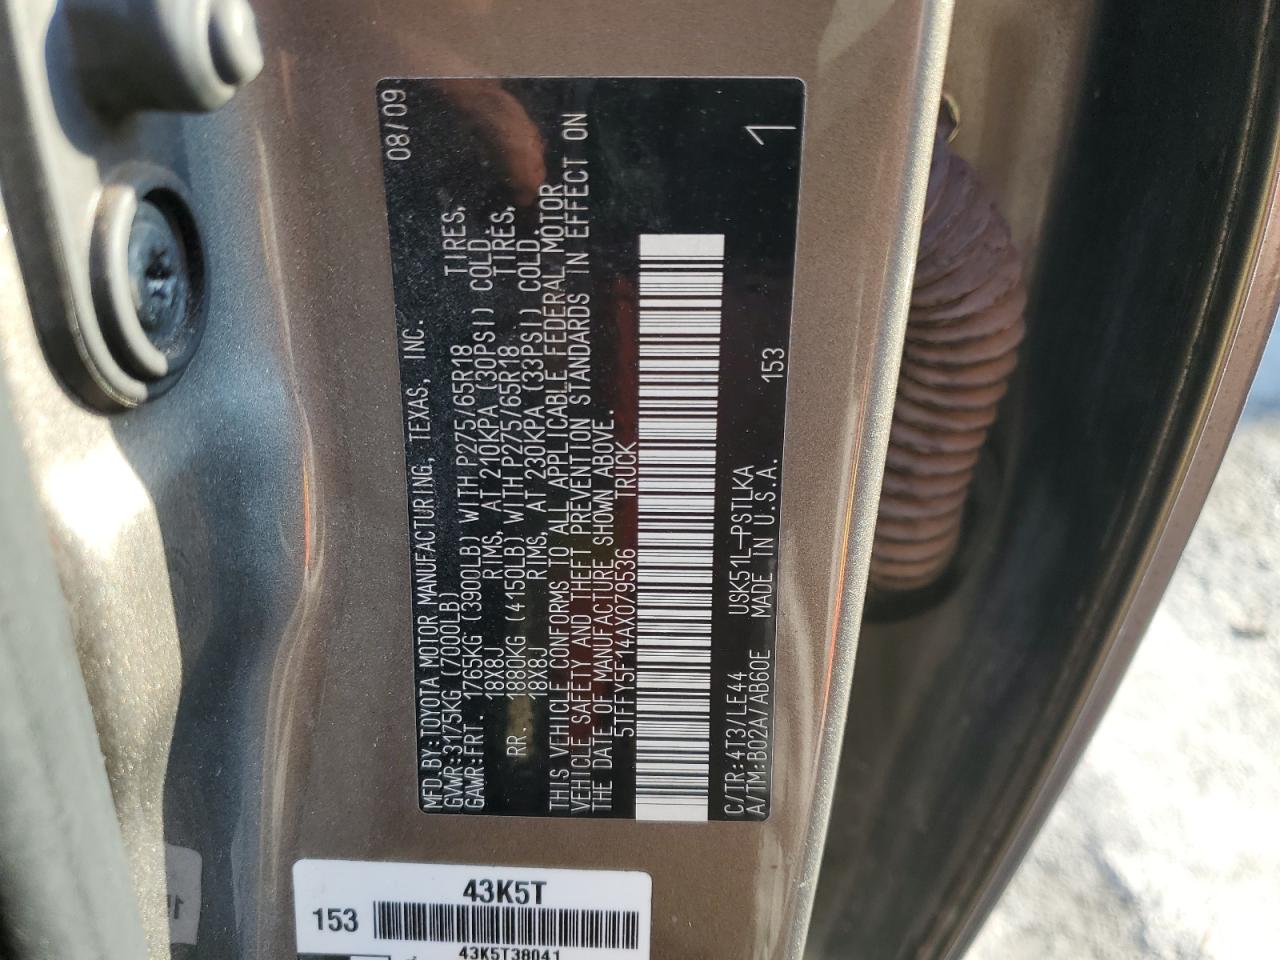 08/09
MFD BY:TOYOTA MOTOR MANUFACTURING, TEXAS, INC.
GVWR:3175KG (7000LB)
GAWR:FRT. 1765KG (3900LB) WITH P275/65R18 TIRES,
18X8J RIMS, AT 210KPA (30PSI) COLD
RR. 1880KG (4150LB) WITH P275/65R18 TIRES,
18X8J RIMS, AT 230KPA (33PSI) COLD
THIS VEHICLE CONFORMS TO ALL APPLICABLE FEDERAL MOTOR
VEHICLE SAFETY AND THEFT PREVENTION STANDARDS IN EFFECT ON
THE DATE OF MANUFACTURE SHOWN ABOVE.
5TFFY5F14AX079536 TRUCK
C/TR:4T3/LE44 USK51L-PSTLKA 153
A/TM:B02A/AB60E MADE IN U.S.A.
1
43K5T
153
43K5T38041